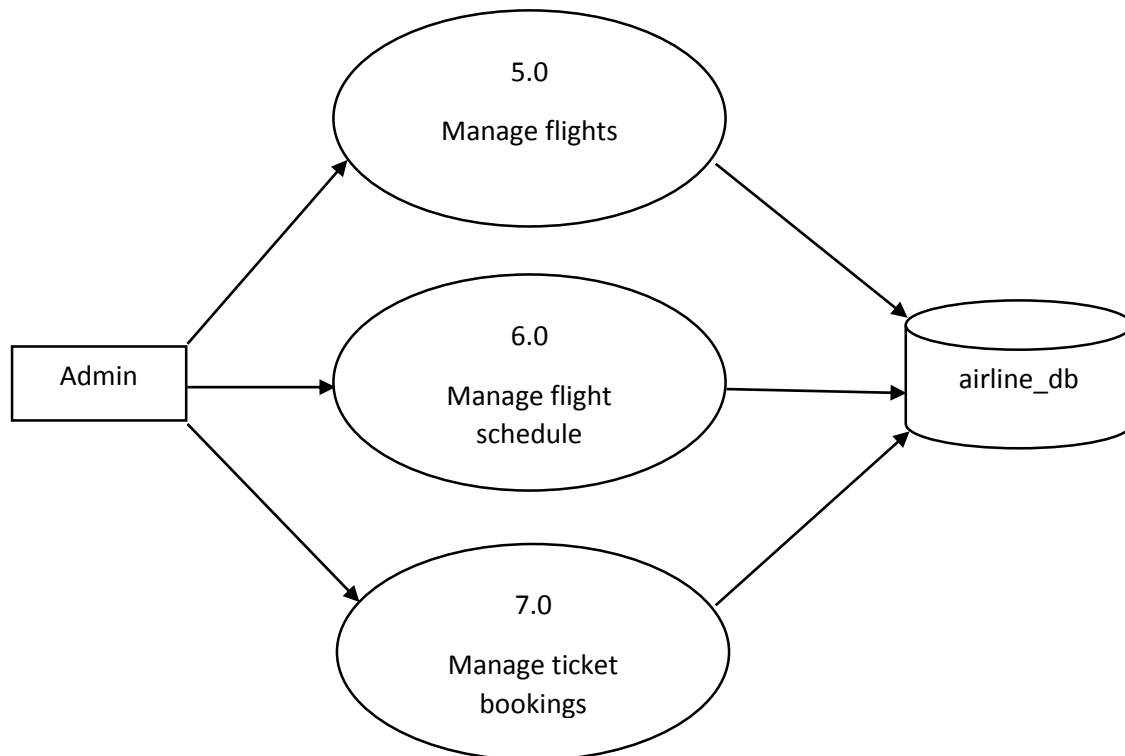 5.0
Manage flights
Admin
6.0
Manage flight
schedule
airline_db
7.0
Manage ticket
bookings